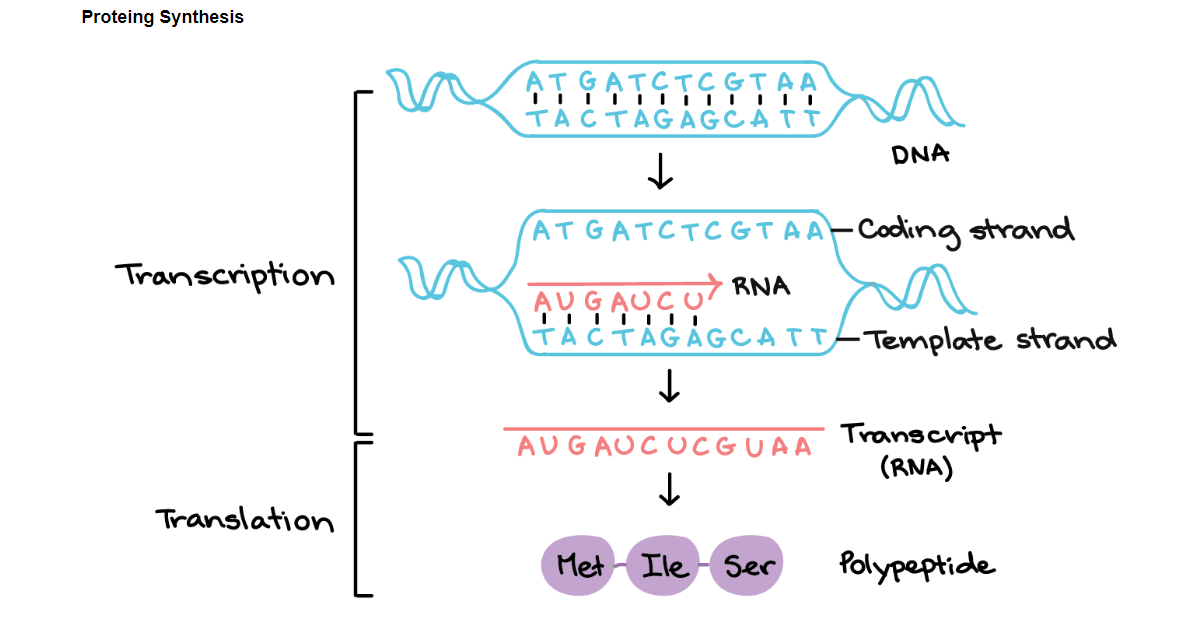 Proteing Synthesis
ATGATCTCGTAA
TACTAGAGCATT
DNA
ATGATCTCGTAA
Coding strand
Transcription
RNA
AUGAUCU
TACTAGAGCATT
Template strand
AUGAUCUCGUAA
Transcript
(RNA)
Translation
Met Ile Ser
Polypeptide